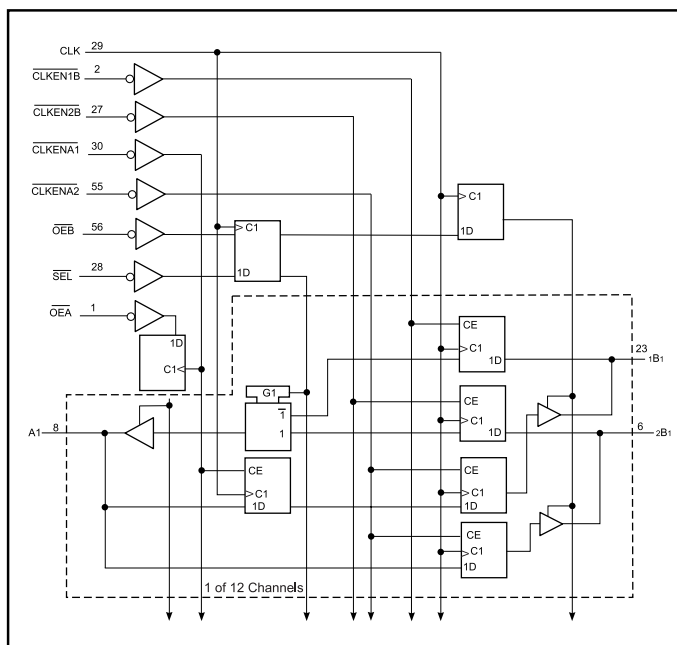 CLK 29
CLKEN1B 2
CLKEN2B 27
CLKENA1 30
CLKENA2 55
OEB 56
SEL 28
OEA 1
C1
1D
C1
1D
1D
C1
CE
C1
1D
23
1B1
G1
1
1
CE
C1
1D
6
2B1
A1 8
CE
C1
1D
CE
C1
1D
CE
C1
1D
1 of 12 Channels